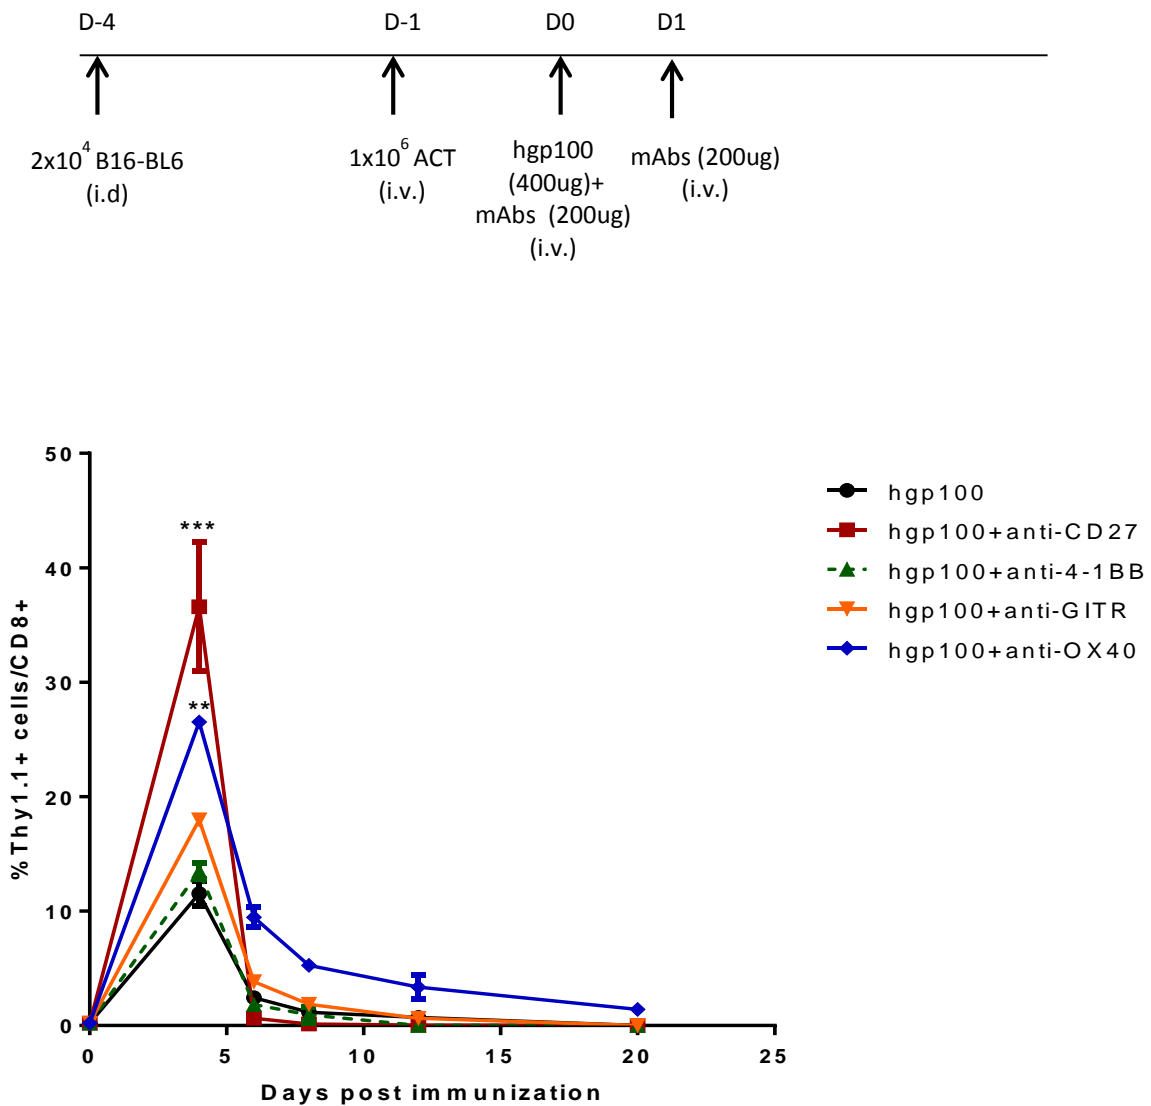 D-4
D-1
D0
D1
2x10^4 B16-BL6
(i.d)
1x10^6 ACT
(i.v.)
hgp100
(400ug)+
mAbs (200ug)
(i.v.)
mAbs (200ug)
(i.v.)
50
40
30
20
10
0
%Thy1.1+ cells/CD8+
***
**
0
5
10
15
20
25
Days post immunization
hgp100
hgp100+anti-CD27
hgp100+anti-4-1BB
hgp100+anti-GITR
hgp100+anti-OX40